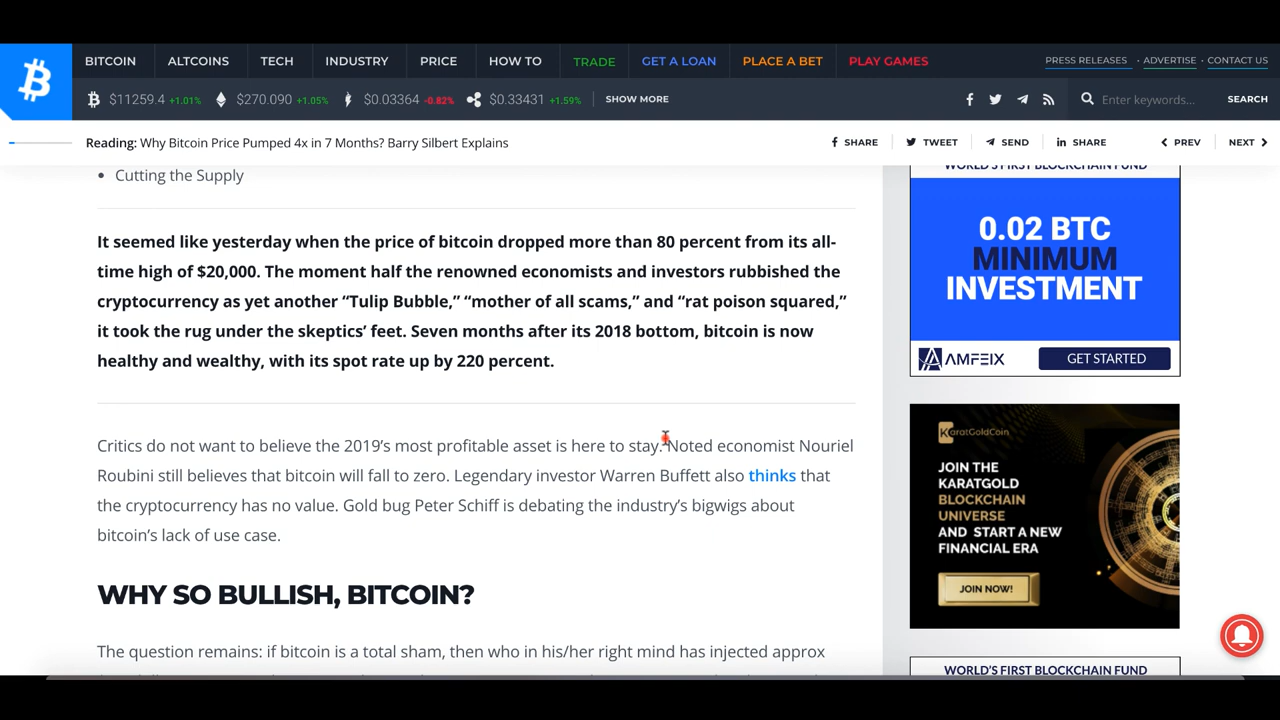 BITCOIN ALTCOINS TECH INDUSTRY PRICE HOW TO TRADE GET A LOAN PLACE A BET PLAY GAMES PRESS RELEASES · ADVERTISE · CONTACT US
$11259.4 +1.01% $270.090 +1.05% $0.03364 -0.82% $0.33431 +1.59% SHOW MORE Enter keywords... SEARCH
Reading: Why Bitcoin Price Pumped 4x in 7 Months? Barry Silbert Explains SHARE TWEET SEND SHARE PREV NEXT
• Cutting the Supply
It seemed like yesterday when the price of bitcoin dropped more than 80 percent from its all-
time high of $20,000. The moment half the renowned economists and investors rubbished the
cryptocurrency as yet another “Tulip Bubble,” “mother of all scams,” and “rat poison squared,”
it took the rug under the skeptics’ feet. Seven months after its 2018 bottom, bitcoin is now
healthy and wealthy, with its spot rate up by 220 percent.
Critics do not want to believe the 2019’s most profitable asset is here to stay. Noted economist Nouriel
Roubini still believes that bitcoin will fall to zero. Legendary investor Warren Buffett also thinks that
the cryptocurrency has no value. Gold bug Peter Schiff is debating the industry’s bigwigs about
bitcoin’s lack of use case.
WHY SO BULLISH, BITCOIN?
The question remains: if bitcoin is a total sham, then who in his/her right mind has injected approx
WORLD'S FIRST BLOCKCHAIN FUND
0.02 BTC
MINIMUM
INVESTMENT
AMFEIX GET STARTED
KaratGoldCoin
JOIN THE
KARATGOLD
BLOCKCHAIN
UNIVERSE
AND START A NEW
FINANCIAL ERA
JOIN NOW!
WORLD'S FIRST BLOCKCHAIN FUND